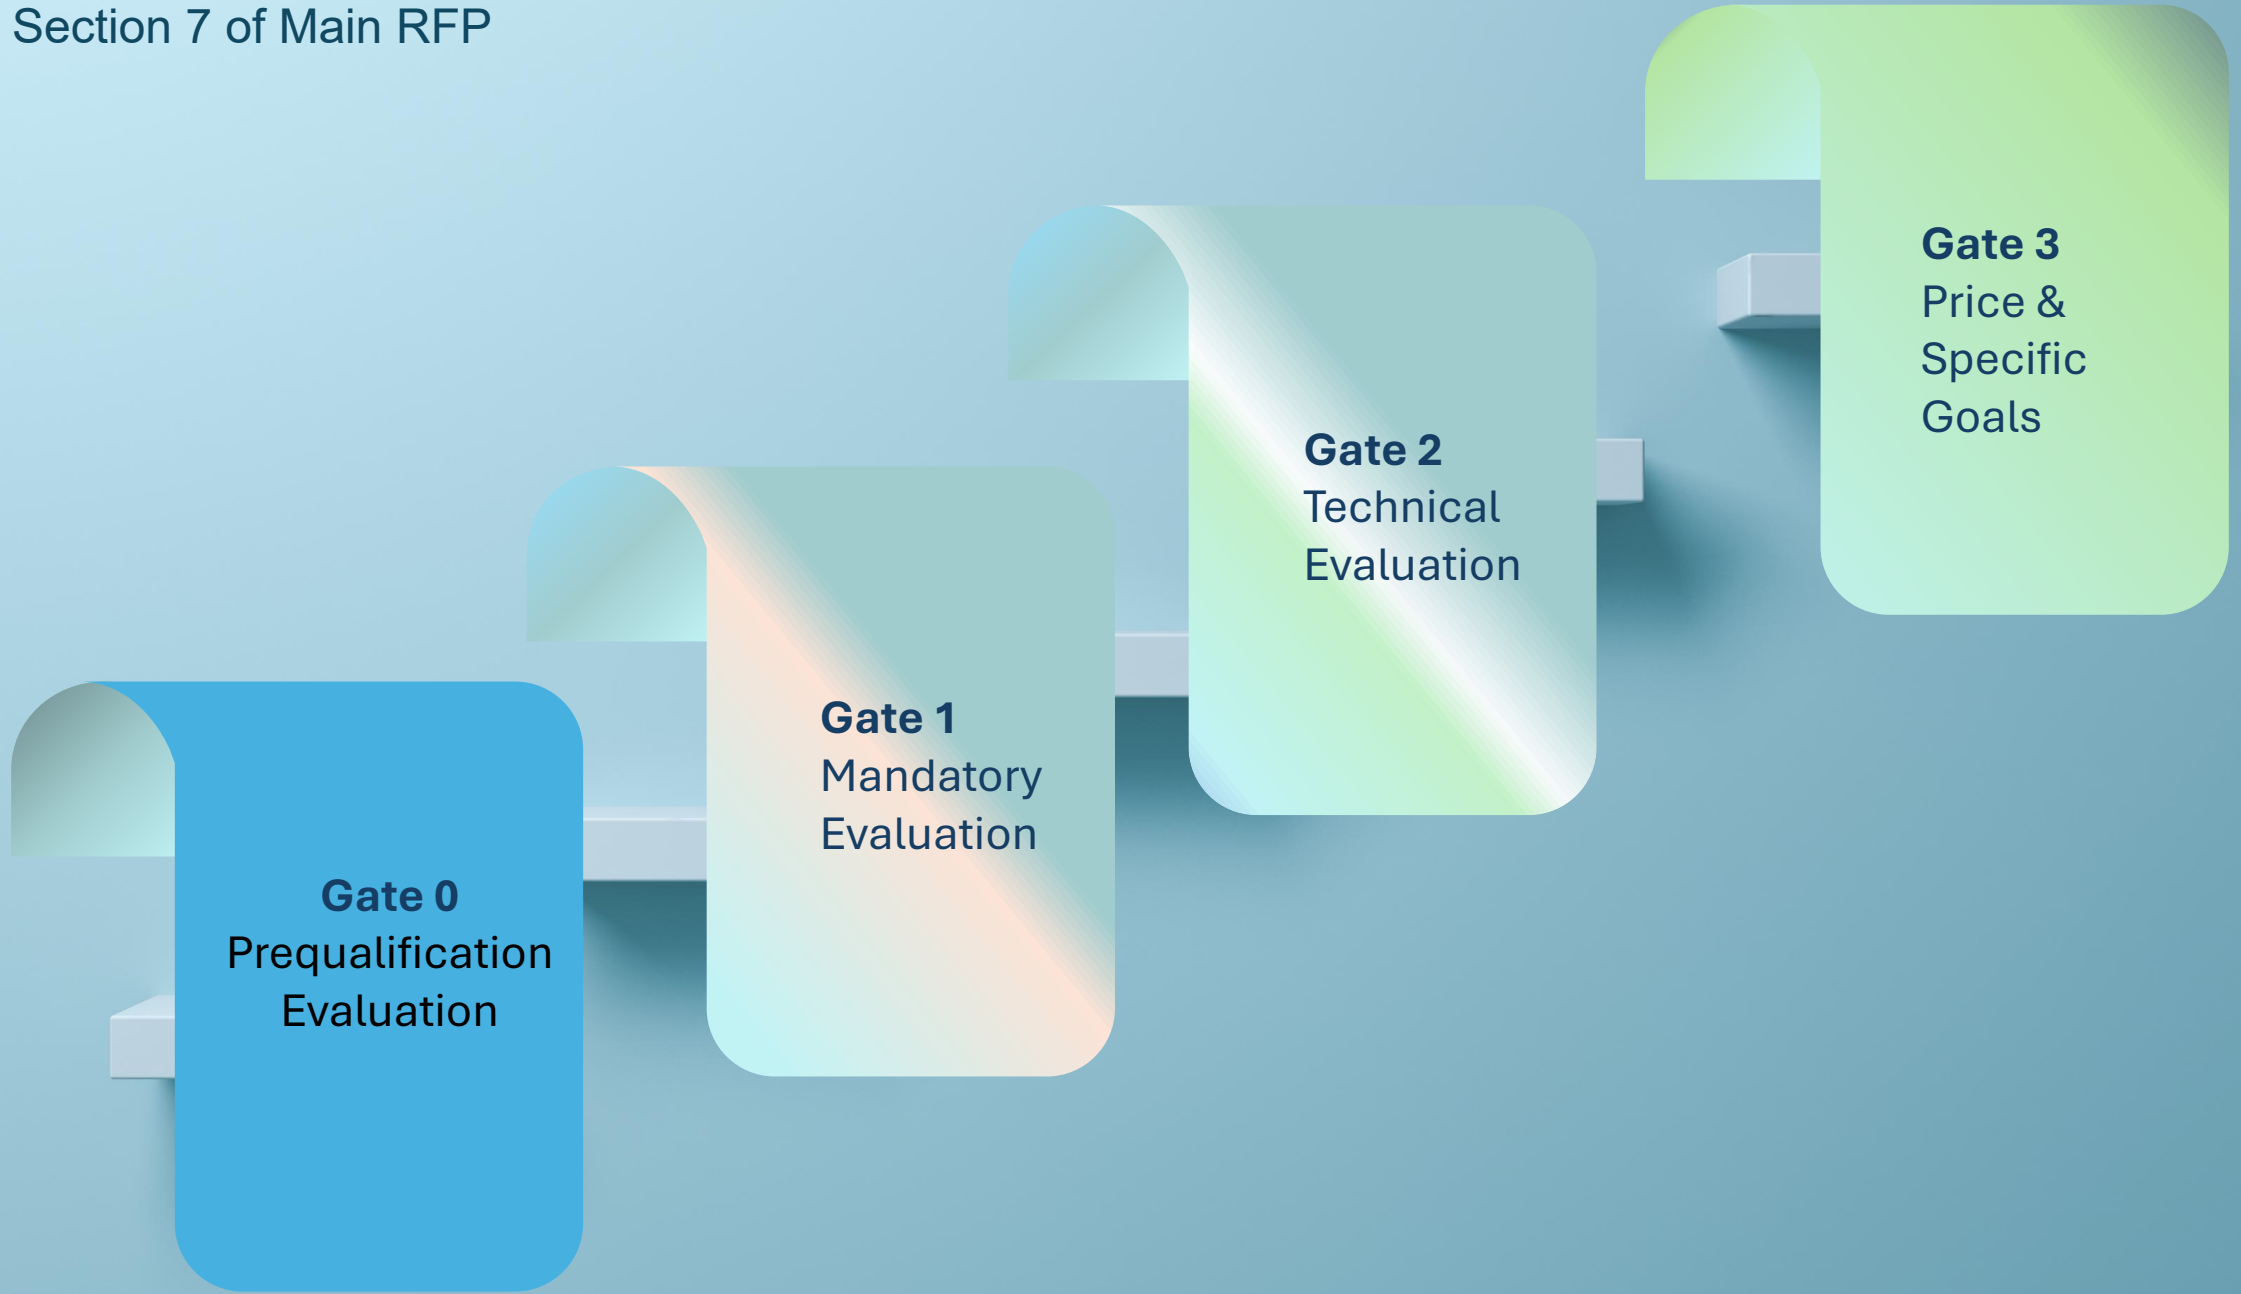 Section 7 of Main RFP
Gate 0
Prequalification
Evaluation
Gate 1
Mandatory
Evaluation
Gate 2
Technical
Evaluation
Gate 3
Price &
Specific
Goals